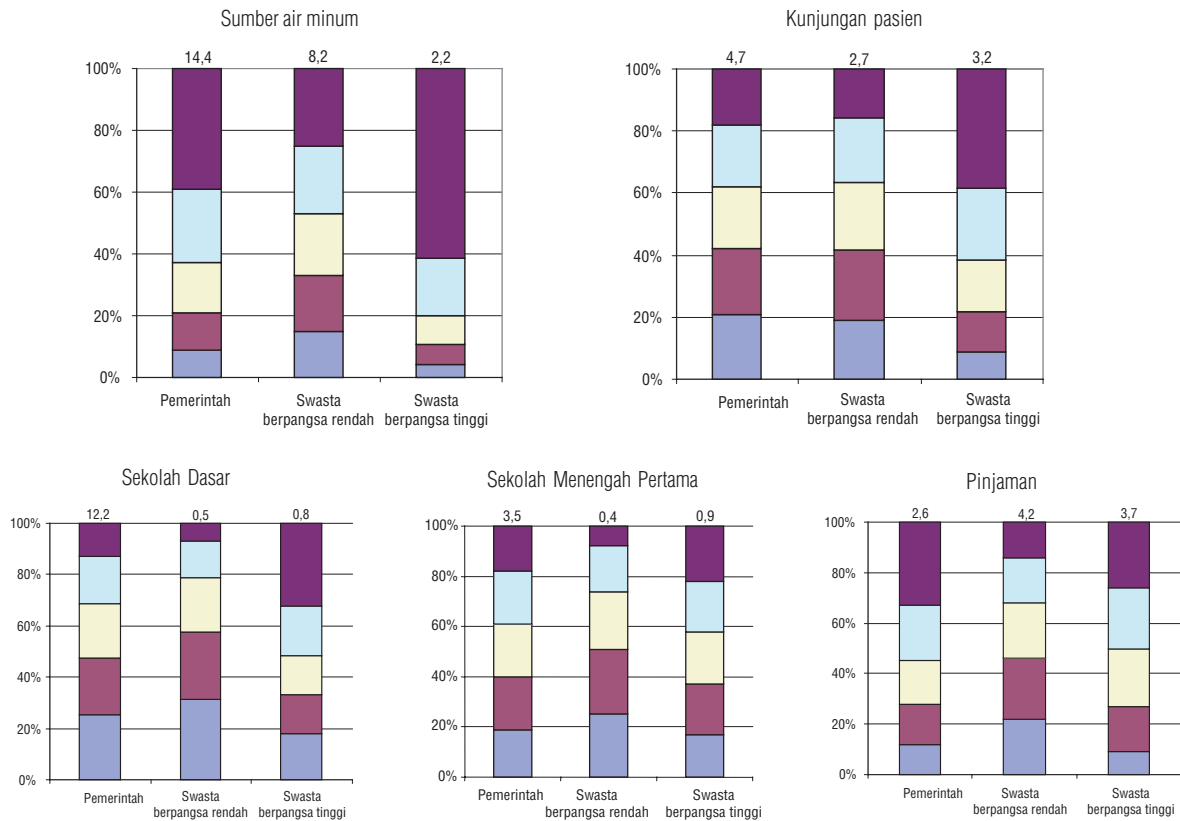 Sumber air minum
14,4 8,2 2,2
100%
80%
60%
40%
20%
0%
Pemerintah
Swasta
berpangsa rendah
Swasta
berpangsa tinggi
Kunjungan pasien
4,7 2,7 3,2
100%
80%
60%
40%
20%
0%
Pemerintah
Swasta
berpangsa rendah
Swasta
berpangsa tinggi
Sekolah Dasar
12,2 0,5 0,8
100%
80%
60%
40%
20%
0%
Pemerintah
Swasta
berpangsa rendah
Swasta
berpangsa tinggi
Sekolah Menengah Pertama
3,5 0,4 0,9
100%
80%
60%
40%
20%
0%
Pemerintah
Swasta
berpangsa rendah
Swasta
berpangsa tinggi
Pinjaman
2,6 4,2 3,7
100%
80%
60%
40%
20%
0%
Pemerintah
Swasta
berpangsa rendah
Swasta
berpangsa tinggi